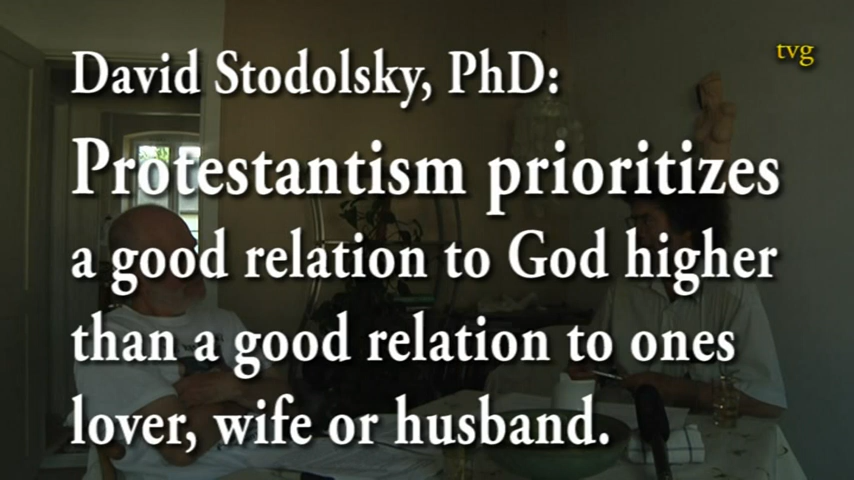 David Stodolsky, PhD:
tvg
Protestantism prioritizes
a good relation to God higher
than a good relation to ones
lover, wife or husband.